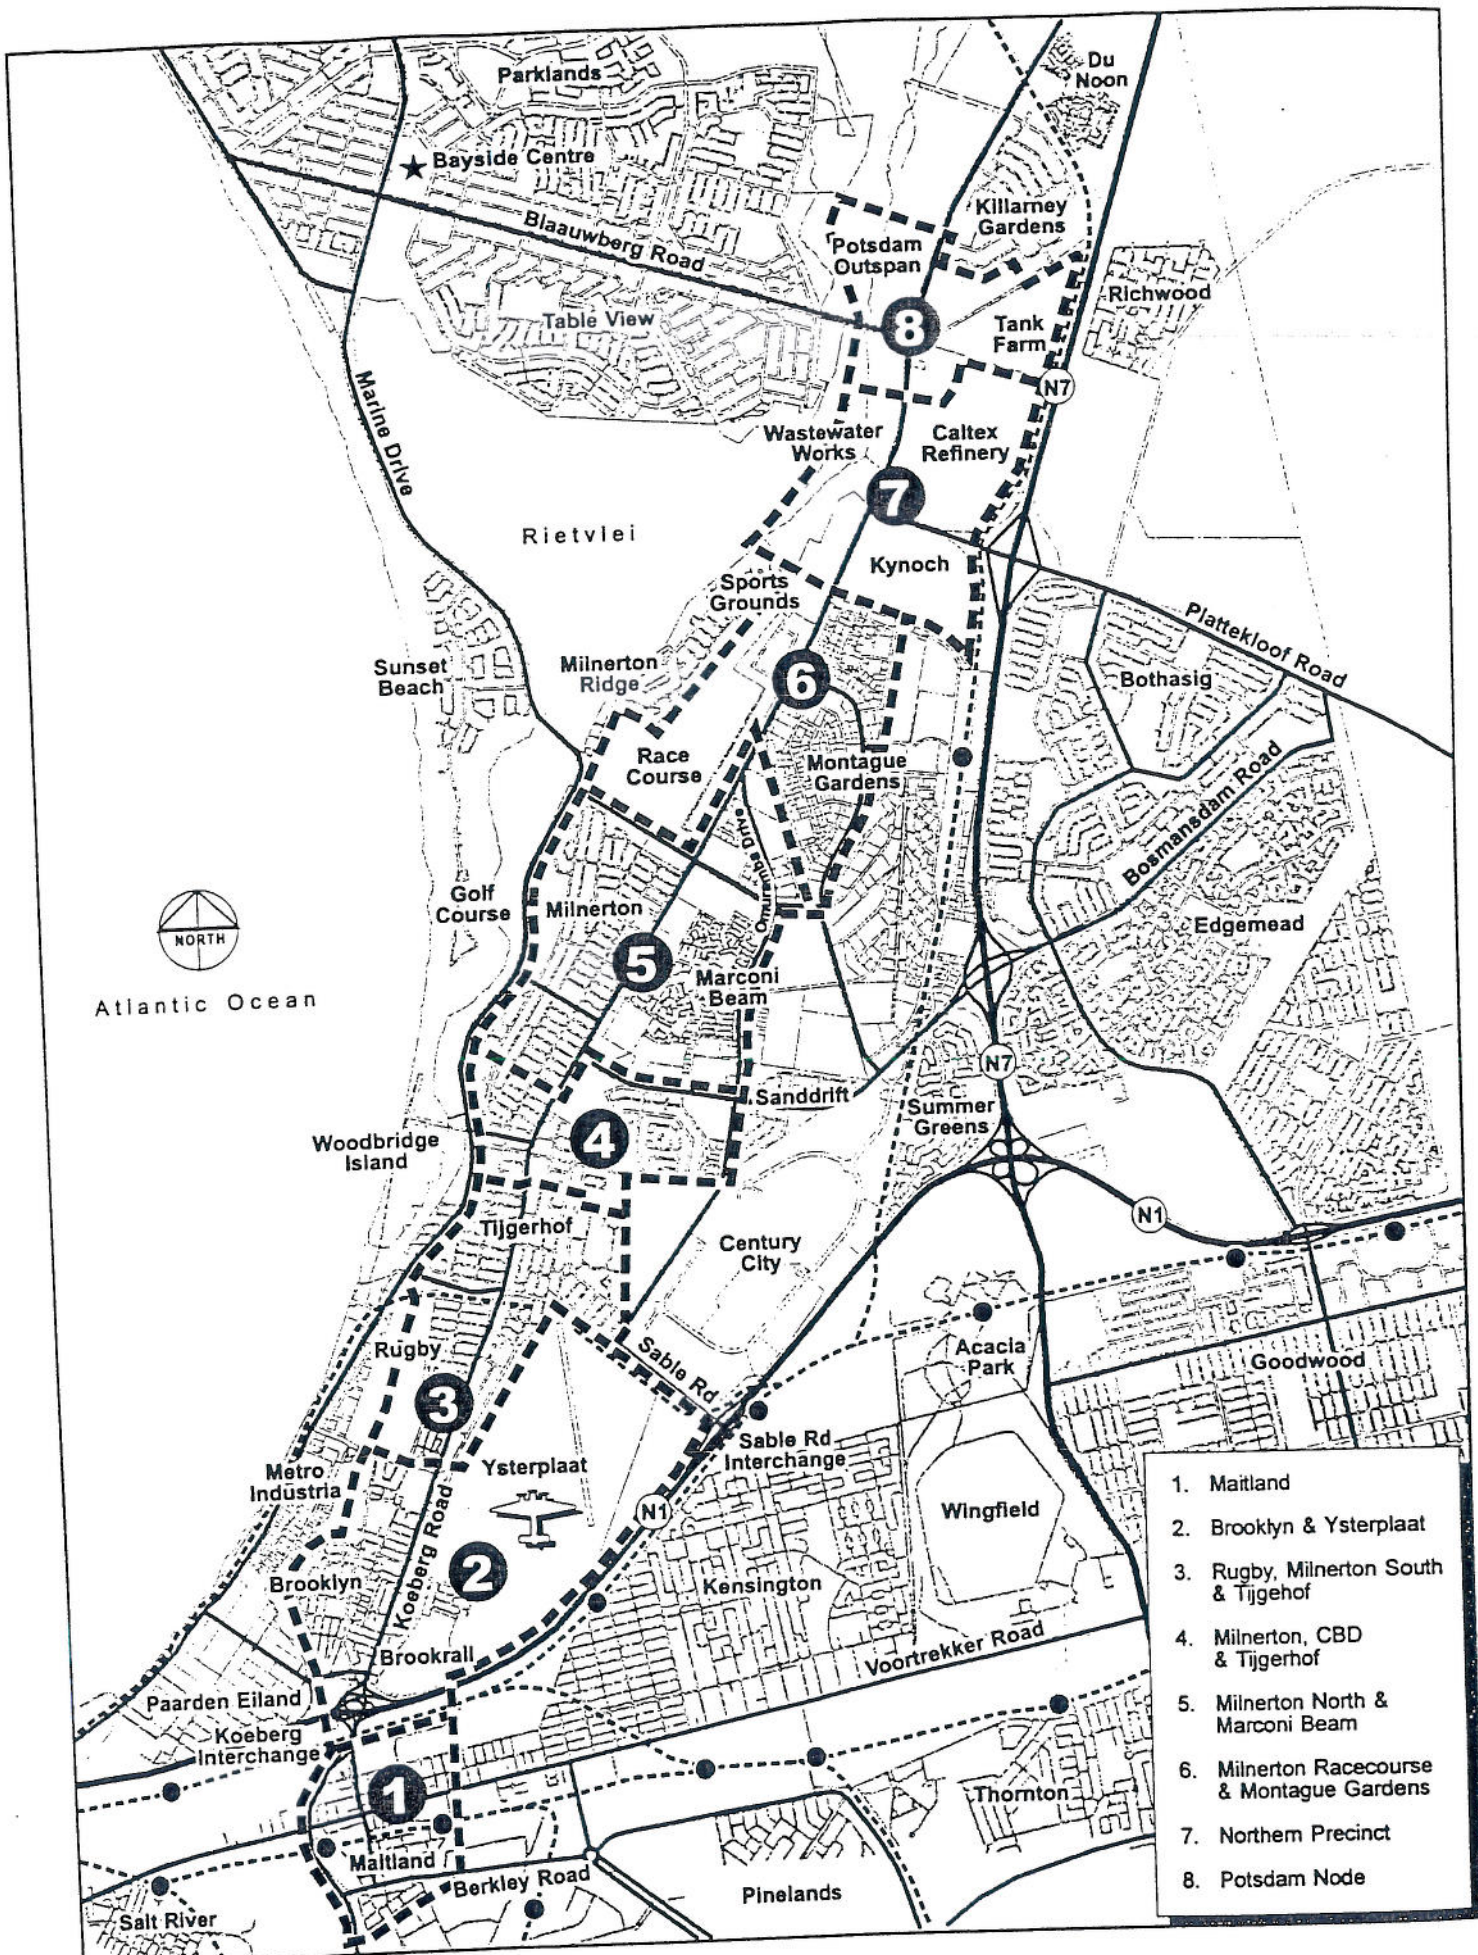 Du
Noon
Parklands
Bayside Centre
Killarney
Gardens
Blaauwberg Road
Potsdam
Outspan
Richwood
Table View
8
Tank
Farm
N7
Marine Drive
Wastewater
Works
Caltex
Refinery
7
Rietvlei
Kynoch
Sports
Grounds
Plattekloof Road
Sunset
Beach
Milnerton
Ridge
6
Bothasig
Race
Course
Montague
Gardens
Bosmansdam Road
Omuramba Drive
Golf
Course
Milnerton
Edgemead
NORTH
5
Marconi
Beam
Atlantic Ocean
N7
Sanddrift
Summer
Greens
Woodbridge
Island
4
N1
Tijgerhof
Century
City
Rugby
Sable Rd
Acacia
Park
Goodwood
3
Sable Rd
Interchange
Metro
Industria
Ysterplaat
Koeberg Road
N1
Wingfield
2
Brooklyn
Kensington
Brookrall
Voortrekker Road
Paarden Eiland
Koeberg
Interchange
1
Thornton
Maitland
Berkley Road
Pinelands
Salt River
1. Maitland
2. Brooklyn & Ysterplaat
3. Rugby, Milnerton South
& Tijgehof
4. Milnerton, CBD
& Tijgerhof
5. Milnerton North &
Marconi Beam
6. Milnerton Racecourse
& Montague Gardens
7. Northern Precinct
8. Potsdam Node